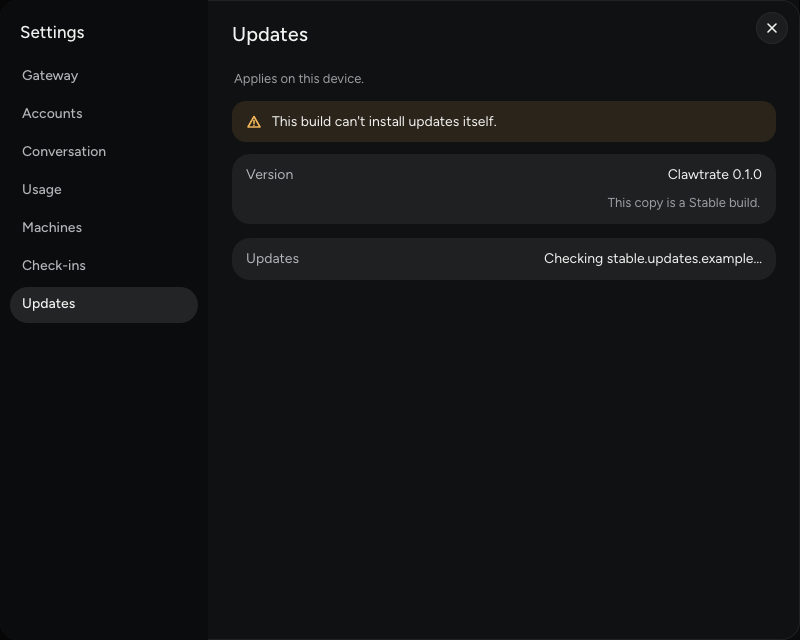 Settings
Gateway
Accounts
Conversation
Usage
Machines
Check-ins
Updates
Updates
Applies on this device.
This build can't install updates itself.
Version
Clawtrate 0.1.0
This copy is a Stable build.
Updates
Checking stable.updates.example...